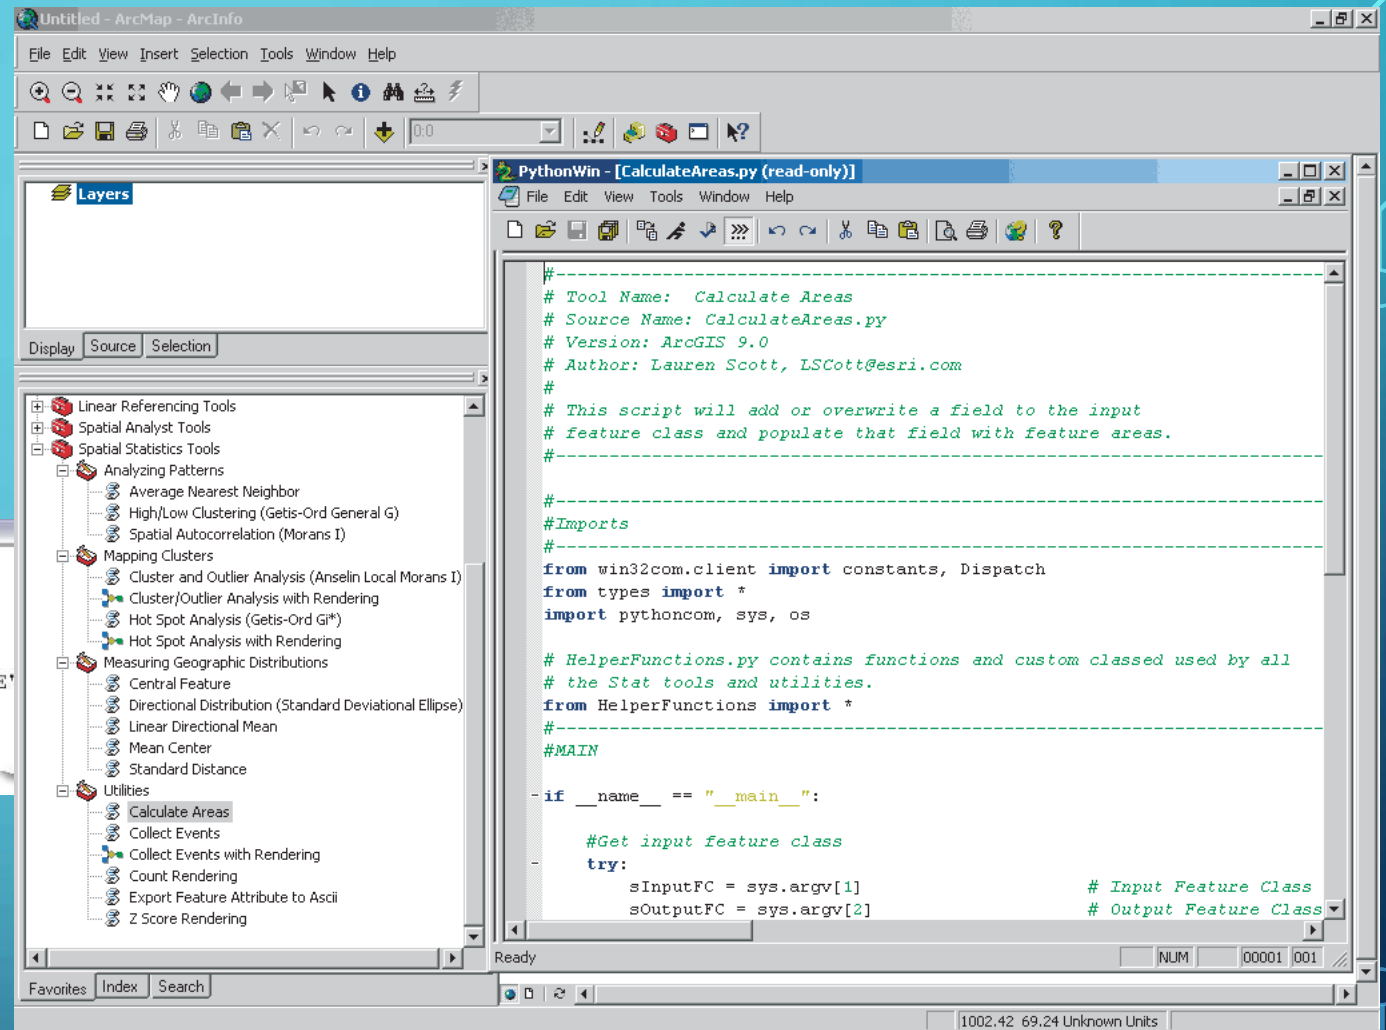 Untitled - ArcMap - ArcInfo
File Edit View Insert Selection Tools Window Help
0:0
Layers
Display Source Selection
Linear Referencing Tools
Spatial Analyst Tools
Spatial Statistics Tools
Analyzing Patterns
Average Nearest Neighbor
High/Low Clustering (Getis-Ord General G)
Spatial Autocorrelation (Morans I)
Mapping Clusters
Cluster and Outlier Analysis (Anselin Local Morans I)
Cluster/Outlier Analysis with Rendering
Hot Spot Analysis (Getis-Ord Gi*)
Hot Spot Analysis with Rendering
Measuring Geographic Distributions
Central Feature
Directional Distribution (Standard Deviational Ellipse)
Linear Directional Mean
Mean Center
Standard Distance
Utilities
Calculate Areas
Collect Events
Collect Events with Rendering
Count Rendering
Export Feature Attribute to Ascii
Z Score Rendering
Favorites Index Search
PythonWin - [CalculateAreas.py (read-only)]
File Edit View Tools Window Help
#------------------------------------------------------------------------
# Tool Name:  Calculate Areas
# Source Name: CalculateAreas.py
# Version: ArcGIS 9.0
# Author: Lauren Scott, LSCott@esri.com
#
# This script will add or overwrite a field to the input
# feature class and populate that field with feature areas.
#------------------------------------------------------------------------
#------------------------------------------------------------------------
#Imports
#------------------------------------------------------------------------
from win32com.client import constants, Dispatch
from types import *
import pythoncom, sys, os
# HelperFunctions.py contains functions and custom classed used by all
# the Stat tools and utilities.
from HelperFunctions import *
#------------------------------------------------------------------------
#MAIN
if __name__ == "__main__":
#Get input feature class
try:
sInputFC = sys.argv[1] # Input Feature Class
sOutputFC = sys.argv[2] # Output Feature Class
Ready NUM 00001 001
1002.42 69.24 Unknown Units